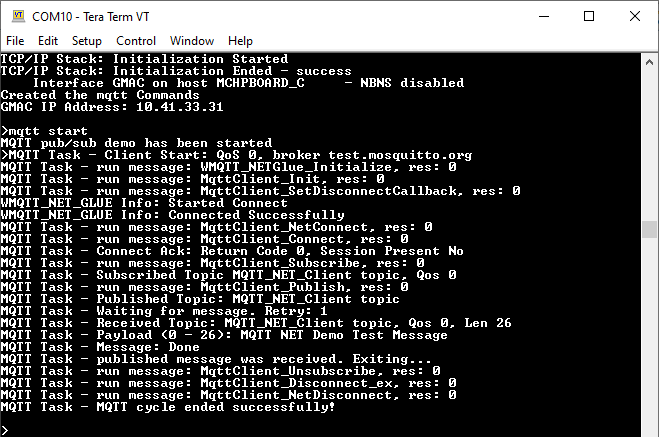 COM10 - Tera Term VT
File Edit Setup Control Window Help
TCP/IP Stack: Initialization Started
TCP/IP Stack: Initialization Ended - success
    Interface GMAC on host MCHPBOARD_C     - NBNS disabled
Created the mqtt Commands
GMAC IP Address: 10.41.33.31
>mqtt start
MQTT pub/sub demo has been started
>MQTT Task - Client Start: QoS 0, broker test.mosquitto.org
MQTT Task - run message: WMQTT_NETGlue_Initialize, res: 0
MQTT Task - run message: MqttClient_Init, res: 0
MQTT Task - run message: MqttClient_SetDisconnectCallback, res: 0
WMQTT_NET_GLUE Info: Started Connect
WMQTT_NET_GLUE Info: Connected Successfully
MQTT Task - run message: MqttClient_NetConnect, res: 0
MQTT Task - run message: MqttClient_Connect, res: 0
MQTT Task - Connect Ack: Return Code 0, Session Present No
MQTT Task - run message: MqttClient_Subscribe, res: 0
MQTT Task - Subscribed Topic MQTT_NET_Client topic, Qos 0
MQTT Task - run message: MqttClient_Publish, res: 0
MQTT Task - Published Topic: MQTT_NET_Client topic
MQTT Task - Waiting for message. Retry: 1
MQTT Task - Received Topic: MQTT_NET_Client topic, Qos 0, Len 26
MQTT Task - Payload (0 - 26): MQTT NET Demo Test Message
MQTT Task - Message: Done
MQTT Task - published message was received. Exiting...
MQTT Task - run message: MqttClient_Unsubscribe, res: 0
MQTT Task - run message: MqttClient_Disconnect_ex, res: 0
MQTT Task - run message: MqttClient_NetDisconnect, res: 0
MQTT Task - MQTT cycle ended successfully!
>